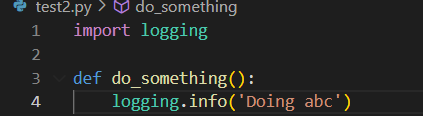 test2.py > do_something
1 import logging
2
3 def do_something():
4     logging.info('Doing abc')